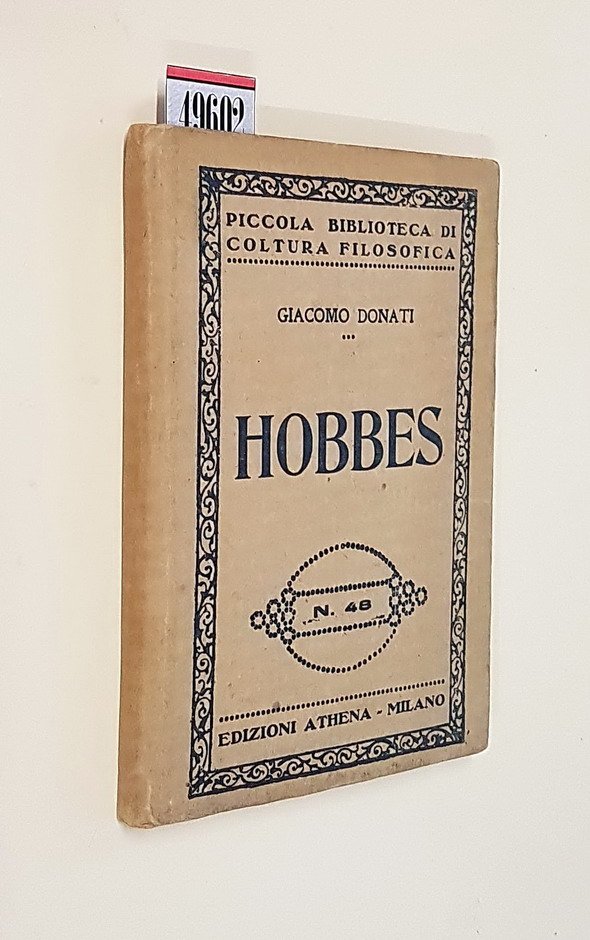 49602
PICCOLA BIBLIOTECA DI
COLTURA FILOSOFICA
GIACOMO DONATI
HOBBES
N. 48
EDIZIONI ATHENA - MILANO